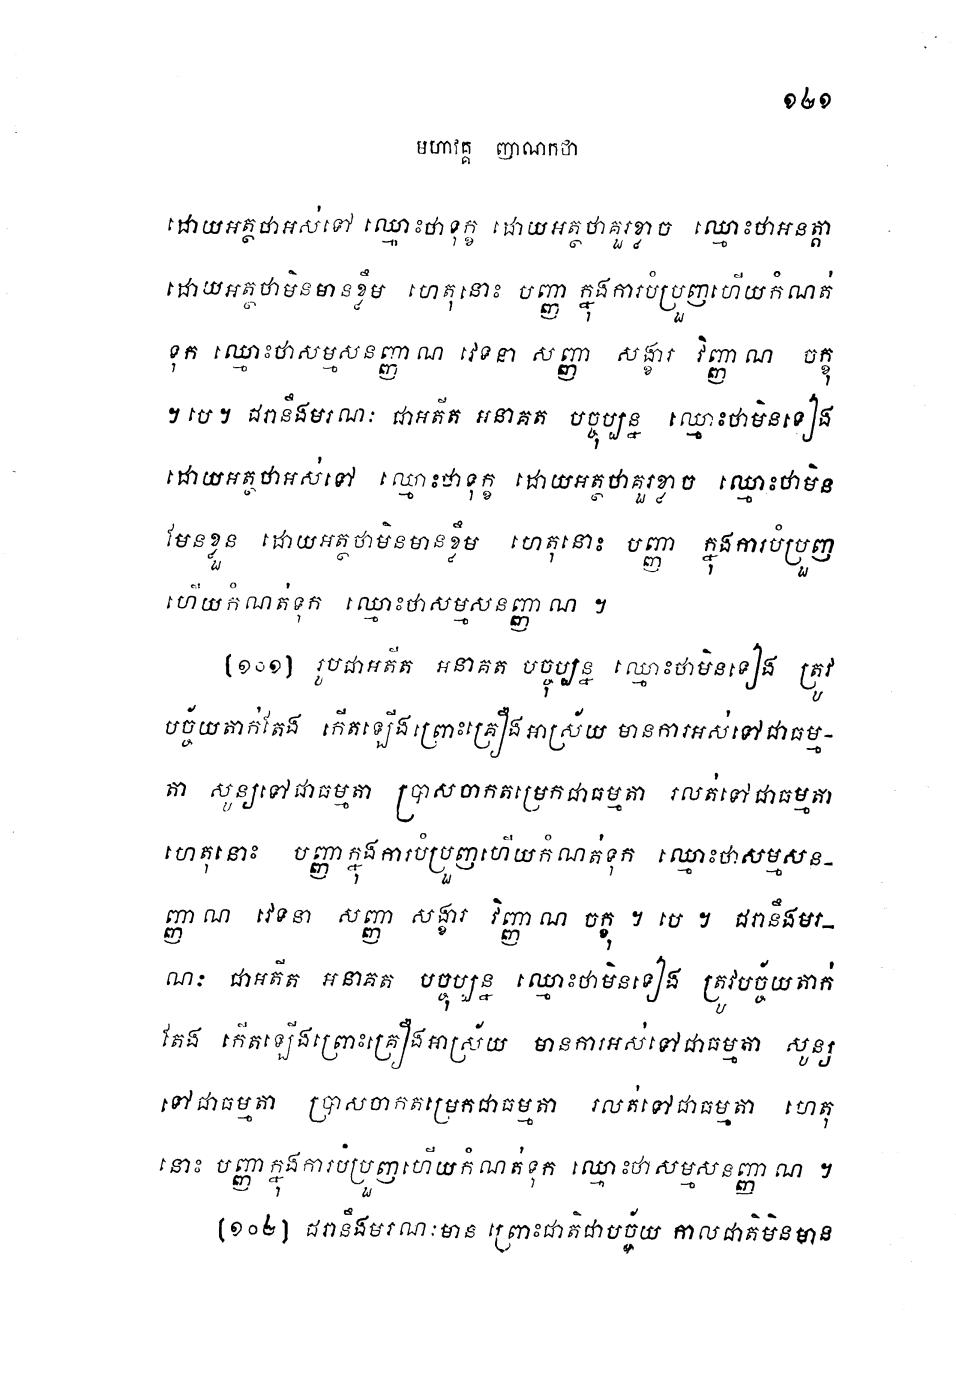 ១២១
មហាវគ្គ ញាណកថា
ដោយអត្ថថាអស់ទៅ ឈ្មោះថាទុក្ខ ដោយអត្ថថាគួរខ្លាច ឈ្មោះថាអនត្តា
ដោយអត្ថថាមិនមានខ្លឹម ហេតុនោះ បញ្ញា ក្នុងការបំប្រួញហើយកំណត់
ទុក ឈ្មោះថាសម្មសនញ្ញាណ វេទនា សញ្ញា សង្ខារ វិញ្ញាណ ចក្ខុ
។ បេ ។ ជរានឹងមរណៈ ជាអតីត អនាគត បច្ចុប្បន្ន ឈ្មោះថាមិនទៀង
ដោយអត្ថថាអស់ទៅ ឈ្មោះថាទុក្ខ ដោយអត្ថថាគួរខ្លាច ឈ្មោះថាមិន
មែនខ្លួន ដោយអត្ថថាមិនមានខ្លឹម ហេតុនោះ បញ្ញា ក្នុងការបំប្រួញ
ហើយកំណត់ទុក ឈ្មោះថាសម្មសនញ្ញាណ ។
(១០១) រូបជាអតីត អនាគត បច្ចុប្បន្ន ឈ្មោះថាមិនទៀង ត្រូវ
បច្ច័យតាក់តែង កើតឡើងព្រោះគ្រឿងអាស្រ័យ មានការអស់ទៅជាធម្ម-
តា សូន្យទៅជាធម្មតា ប្រាសចាកតម្រេកជាធម្មតា រលត់ទៅជាធម្មតា
ហេតុនោះ បញ្ញាក្នុងការបំប្រួញហើយកំណត់ទុក ឈ្មោះថាសម្មសន-
ញ្ញាណ វេទនា សញ្ញា សង្ខារ វិញ្ញាណ ចក្ខុ ។ បេ ។ ជរានឹងមរ-
ណៈ ជាអតីត អនាគត បច្ចុប្បន្ន ឈ្មោះថាមិនទៀង ត្រូវបច្ច័យតាក់
តែង កើតឡើងព្រោះគ្រឿងអាស្រ័យ មានការអស់ទៅជាធម្មតា សូន្យ
ទៅជាធម្មតា ប្រាសចាកតម្រេកជាធម្មតា រលត់ទៅជាធម្មតា ហេតុ
នោះ បញ្ញាក្នុងការបំប្រួញហើយកំណត់ទុក ឈ្មោះថាសម្មសនញ្ញាណ ។
(១០២) ជរានឹងមរណៈមាន ព្រោះជាតិជាបច្ច័យ កាលជាតិមិនមាន